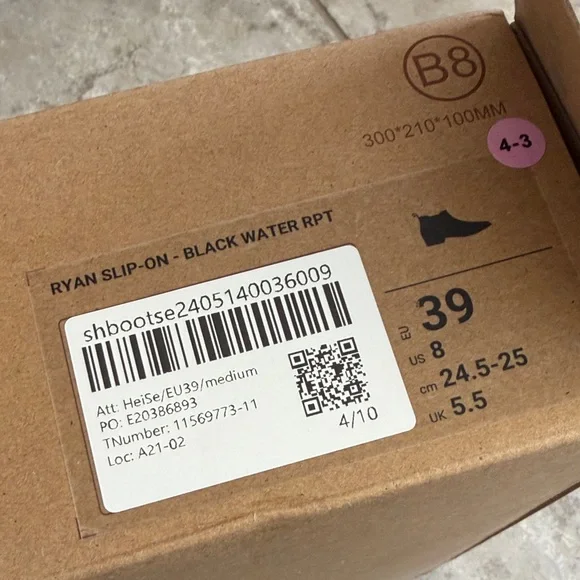 B8
300*210*100MM
4-3
RYAN SLIP-ON - BLACK WATER RPT
shbootse2405140036009
Att: HeiSe/EU39/medium
PO: E20386893
TNumber: 11569773-11
Loc: A21-02
4/10
EU 39
US 8
cm 24.5-25
UK 5.5